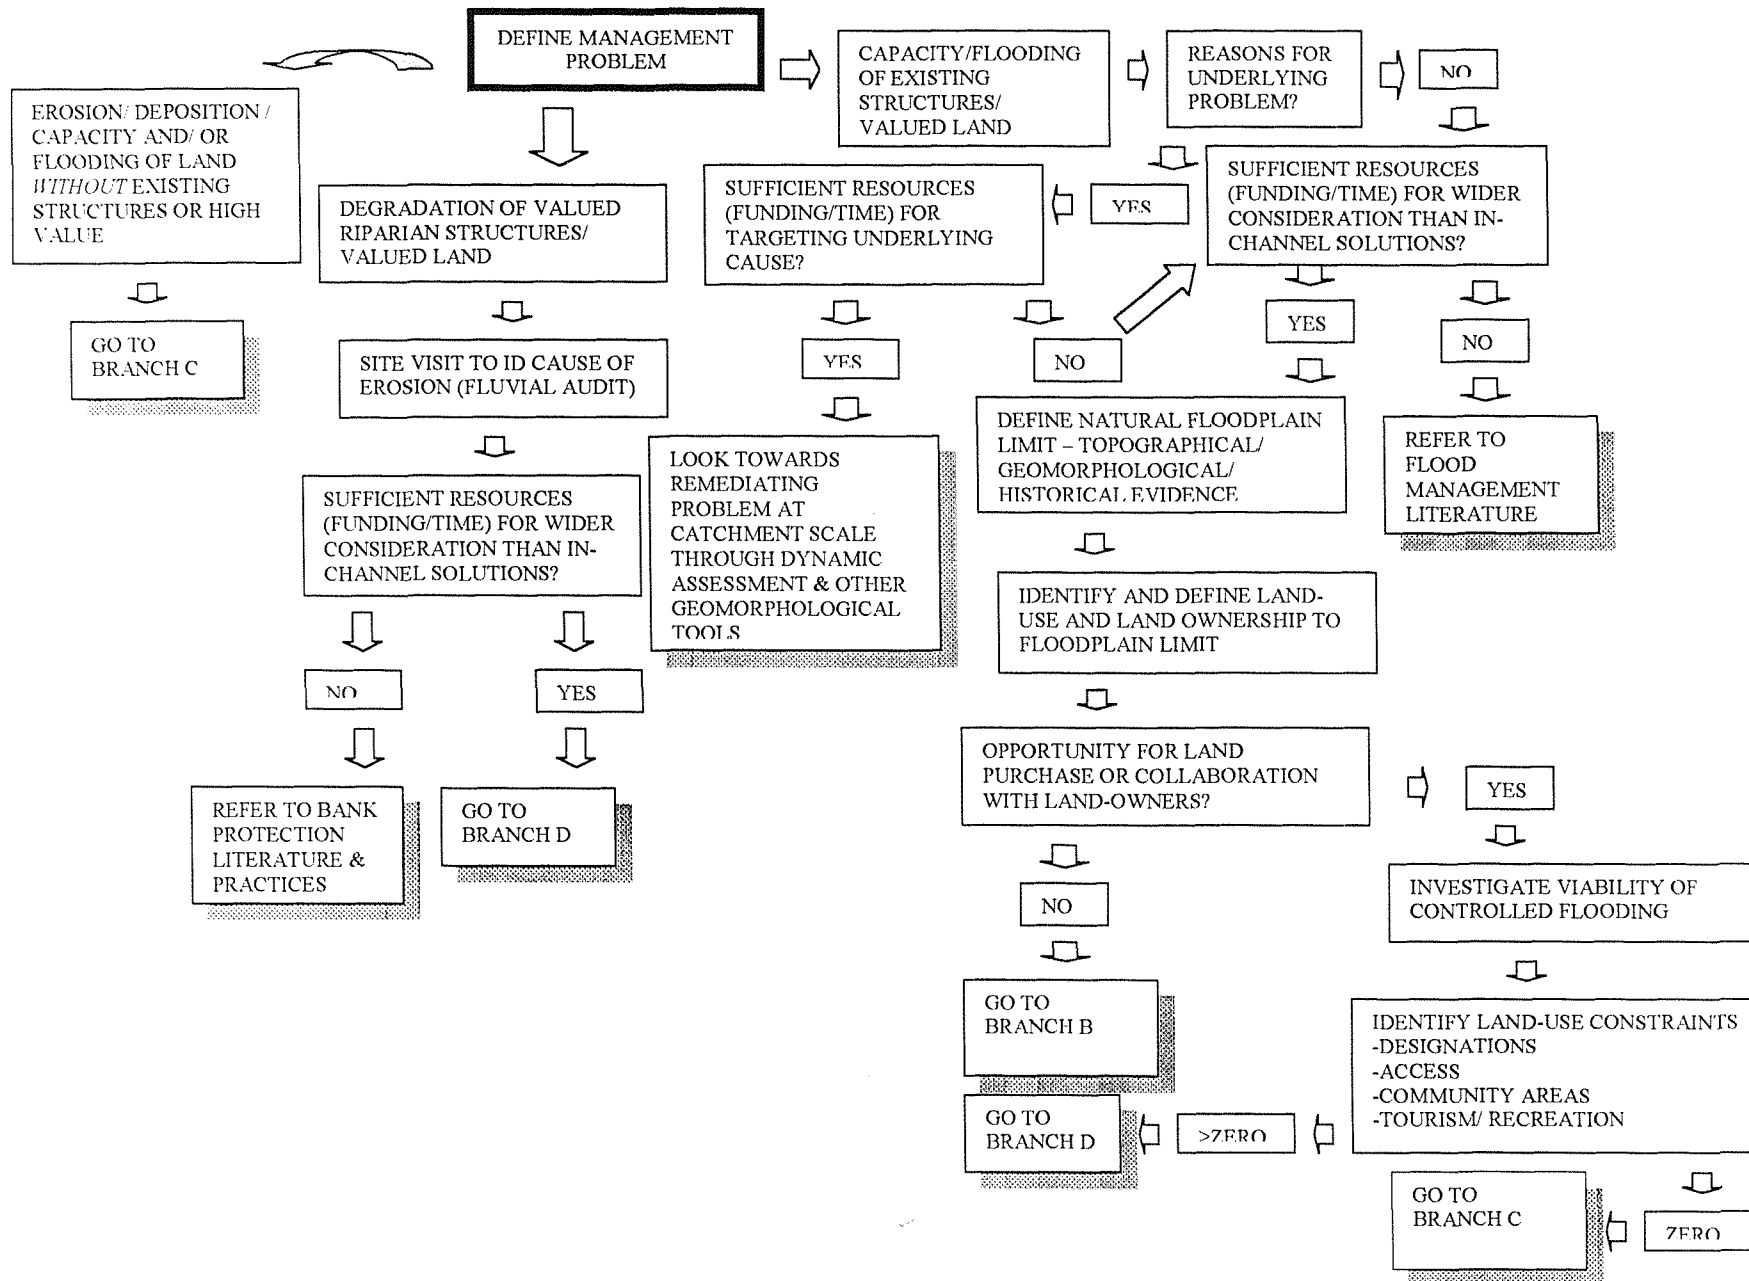 DEFINE MANAGEMENT
PROBLEM
EROSION/ DEPOSITION /
CAPACITY AND/ OR
FLOODING OF LAND
WITHOUT EXISTING
STRUCTURES OR HIGH
VALUE
GO TO
BRANCH C
DEGRADATION OF VALUED
RIPARIAN STRUCTURES/
VALUED LAND
SITE VISIT TO ID CAUSE OF
EROSION (FLUVIAL AUDIT)
SUFFICIENT RESOURCES
(FUNDING/TIME) FOR WIDER
CONSIDERATION THAN IN-
CHANNEL SOLUTIONS?
NO
YES
REFER TO BANK
PROTECTION
LITERATURE &
PRACTICES
GO TO
BRANCH D
CAPACITY/FLOODING
OF EXISTING
STRUCTURES/
VALUED LAND
REASONS FOR
UNDERLYING
PROBLEM?
NO
YES
SUFFICIENT RESOURCES
(FUNDING/TIME) FOR
TARGETING UNDERLYING
CAUSE?
SUFFICIENT RESOURCES
(FUNDING/TIME) FOR WIDER
CONSIDERATION THAN IN-
CHANNEL SOLUTIONS?
YES
NO
YES
NO
LOOK TOWARDS
REMEDIATING
PROBLEM AT
CATCHMENT SCALE
THROUGH DYNAMIC
ASSESSMENT & OTHER
GEOMORPHOLOGICAL
TOOLS
DEFINE NATURAL FLOODPLAIN
LIMIT – TOPOGRAPHICAL/
GEOMORPHOLOGICAL/
HISTORICAL EVIDENCE
REFER TO
FLOOD
MANAGEMENT
LITERATURE
IDENTIFY AND DEFINE LAND-
USE AND LAND OWNERSHIP TO
FLOODPLAIN LIMIT
OPPORTUNITY FOR LAND
PURCHASE OR COLLABORATION
WITH LAND-OWNERS?
YES
NO
INVESTIGATE VIABILITY OF
CONTROLLED FLOODING
GO TO
BRANCH B
IDENTIFY LAND-USE CONSTRAINTS
-DESIGNATIONS
-ACCESS
-COMMUNITY AREAS
-TOURISM/ RECREATION
GO TO
BRANCH D
>ZERO
GO TO
BRANCH C
ZERO